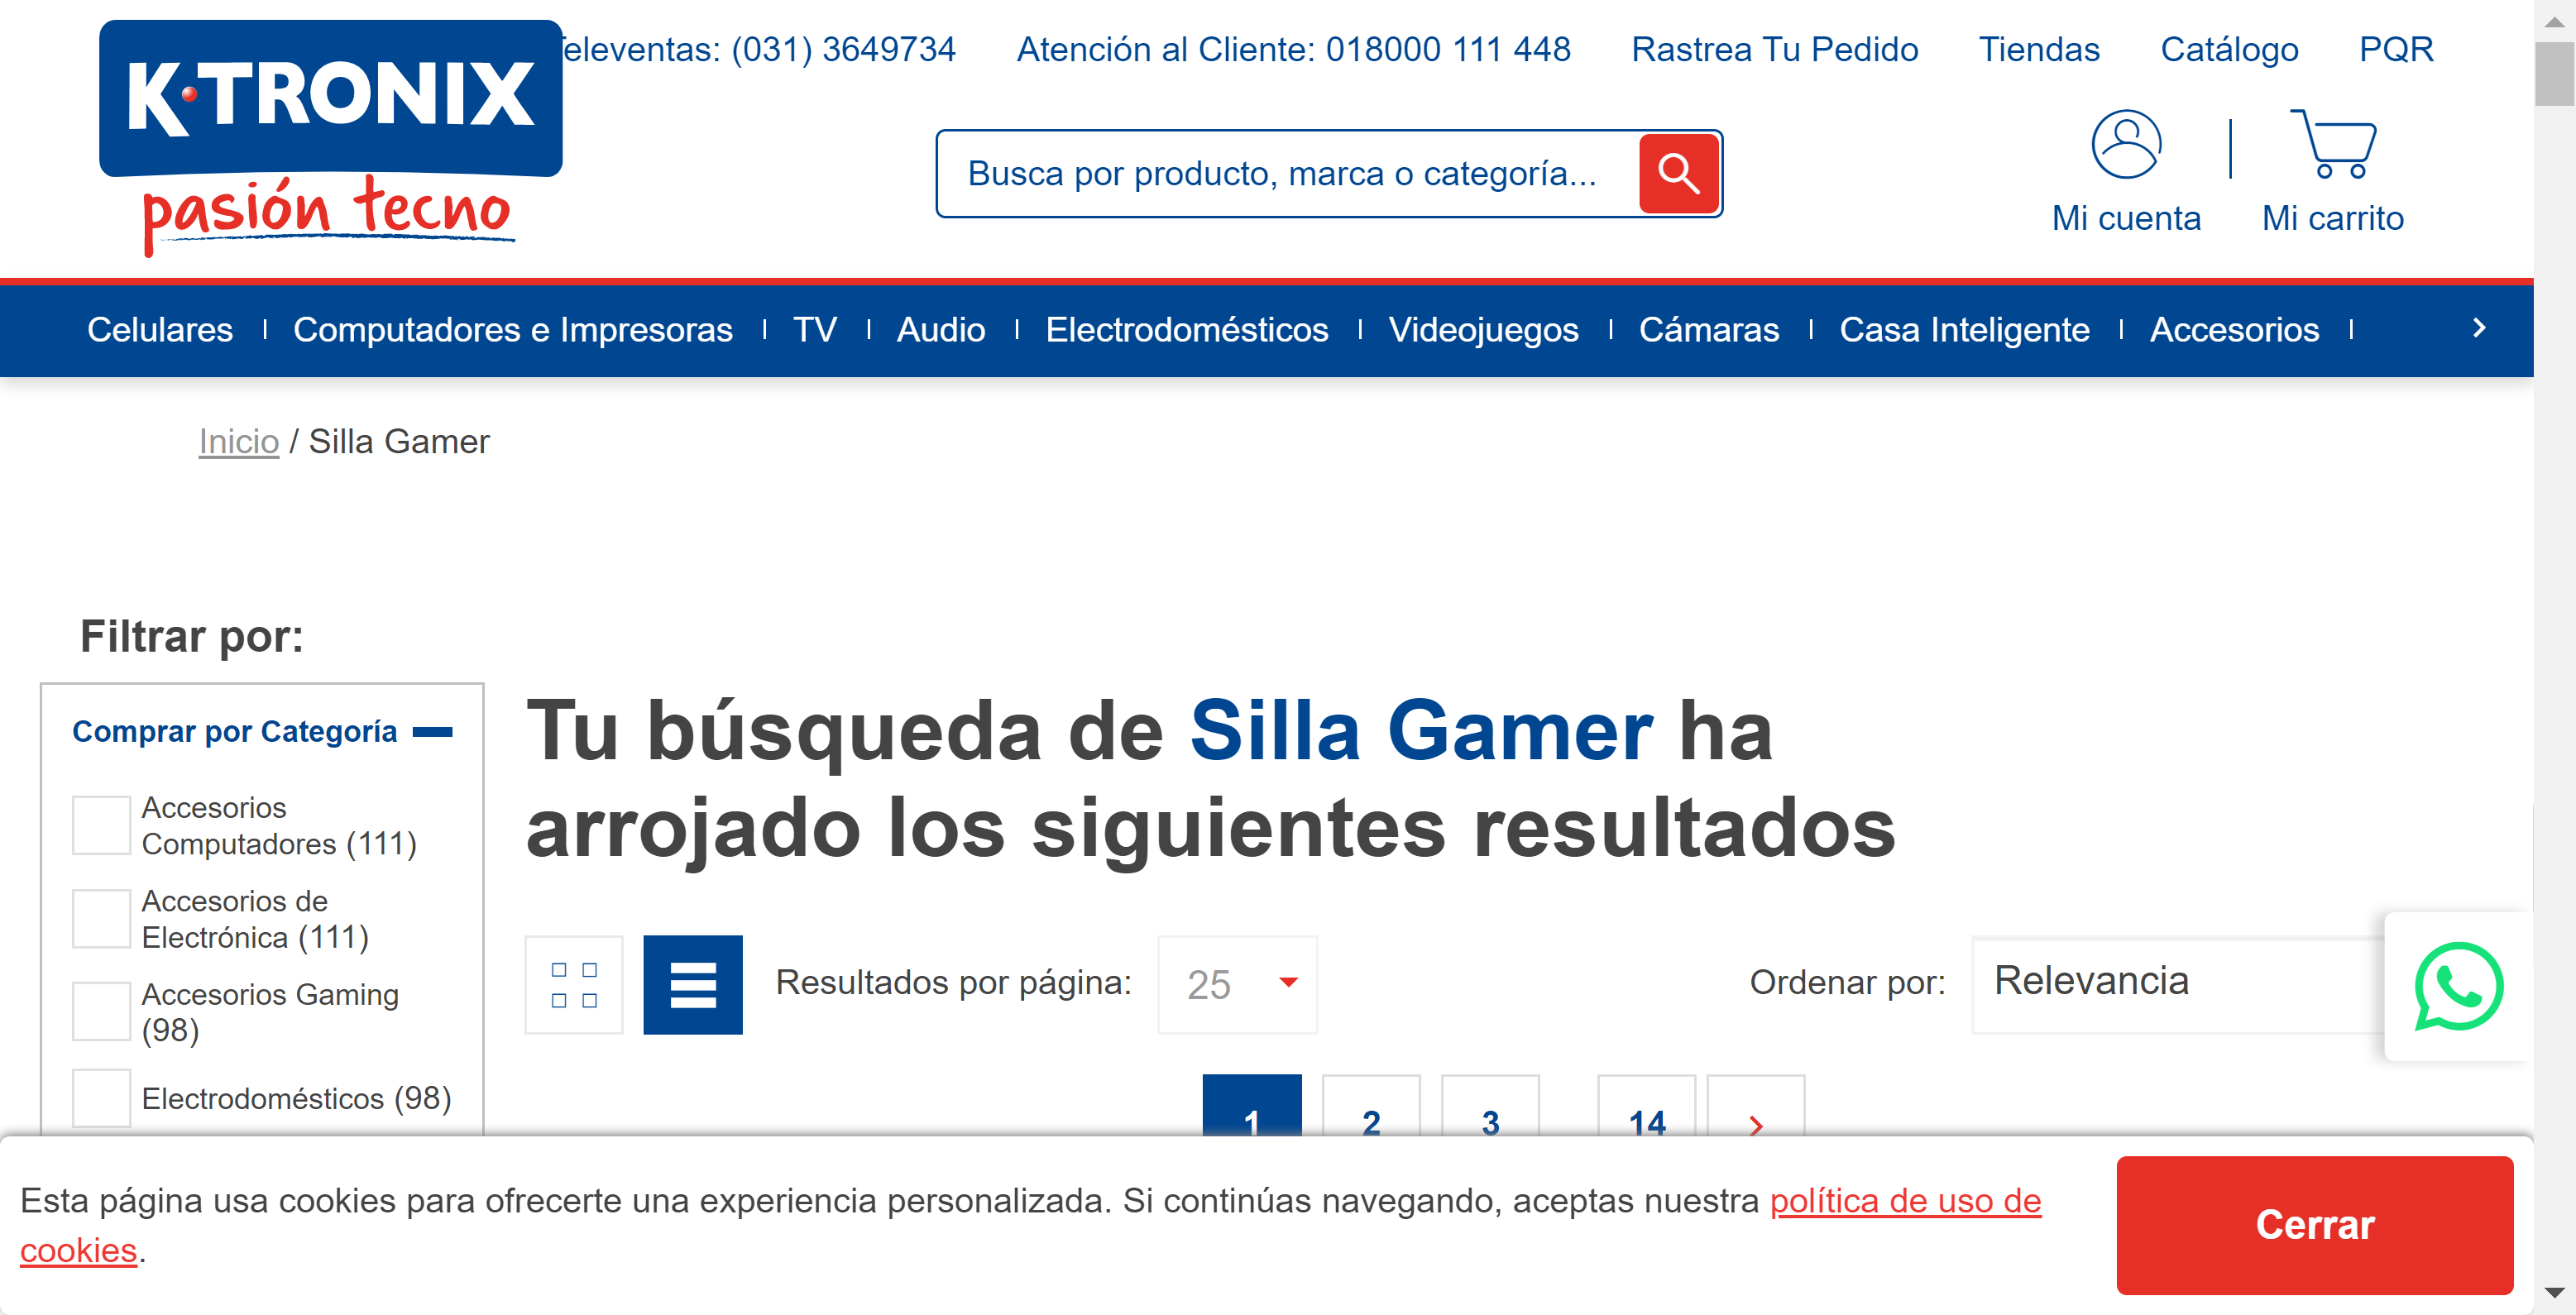 K·TRONIX
pasión tecno
Televentas: (031) 3649734
Atención al Cliente: 018000 111 448
Rastrea Tu Pedido
Tiendas
Catálogo
PQR
Busca por producto, marca o categoría...
Mi cuenta
Mi carrito
Celulares
Computadores e Impresoras
TV
Audio
Electrodomésticos
Videojuegos
Cámaras
Casa Inteligente
Accesorios
Inicio / Silla Gamer
Filtrar por:
Comprar por Categoría
Accesorios
Computadores (111)
Accesorios de
Electrónica (111)
Accesorios Gaming
(98)
Electrodomésticos (98)
Tu búsqueda de Silla Gamer ha
arrojado los siguientes resultados
Resultados por página:
25
Ordenar por:
Relevancia
1
2
3
14
Esta página usa cookies para ofrecerte una experiencia personalizada. Si continúas navegando, aceptas nuestra política de uso de
cookies.
Cerrar